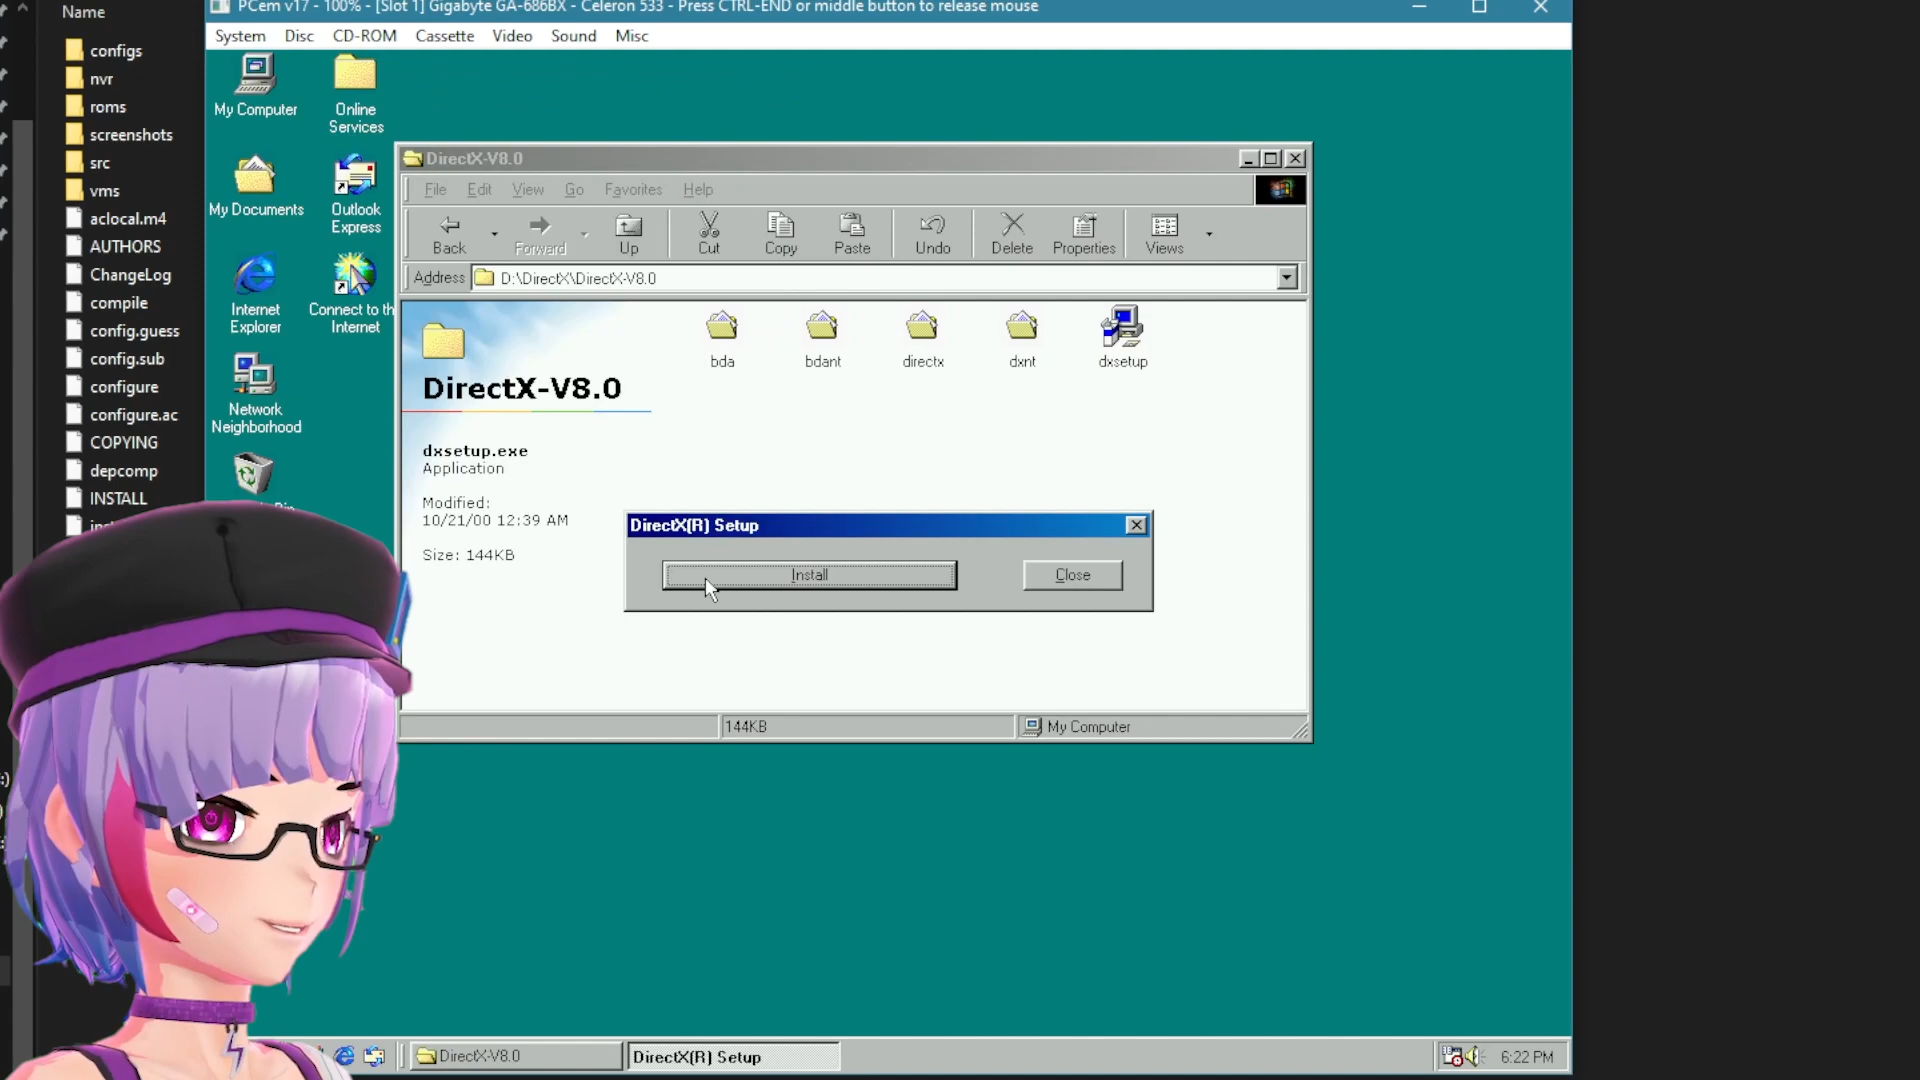 PCem v17 - 100% - [Slot 1] Gigabyte GA-686BX - Celeron 533 - Press CTRL-END or middle button to release mouse
Name
configs
nvr
roms
screenshots
src
vms
aclocal.m4
AUTHORS
ChangeLog
compile
config.guess
config.sub
configure
configure.ac
COPYING
depcomp
INSTALL
System Disc CD-ROM Cassette Video Sound Misc
My Computer
Online
Services
My Documents
Outlook
Express
Internet
Explorer
Connect to th
Internet
Network
Neighborhood
DirectX-V8.0
File Edit View Go Favorites Help
Back Forward Up Cut Copy Paste Undo Delete Properties Views
Address D:\DirectX\DirectX-V8.0
bda bdant directx dxnt dxsetup
DirectX-V8.0
dxsetup.exe
Application
Modified:
10/21/00 12:39 AM
Size: 144KB
DirectX(R) Setup
Install Close
144KB My Computer
DirectX-V8.0 DirectX(R) Setup 6:22 PM